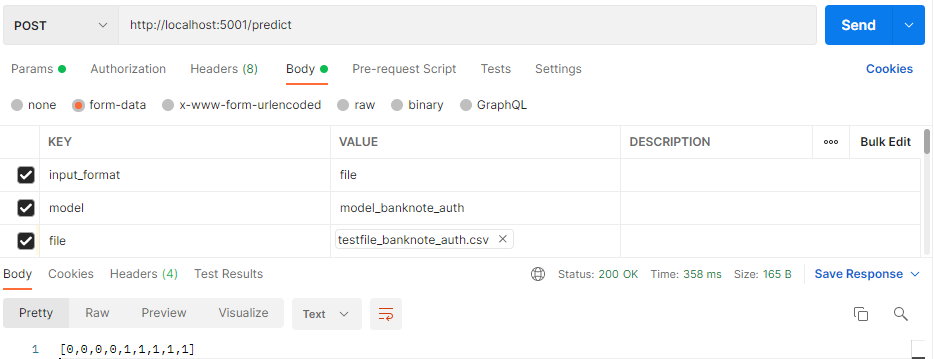 POST http://localhost:5001/predict Send
Params Authorization Headers (8) Body Pre-request Script Tests Settings Cookies
none form-data x-www-form-urlencoded raw binary GraphQL
KEY VALUE DESCRIPTION ooo Bulk Edit
input_format file
model model_banknote_auth
file testfile_banknote_auth.csv
Body Cookies Headers (4) Test Results Status: 200 OK Time: 358 ms Size: 165 B Save Response
Pretty Raw Preview Visualize Text
1 [0,0,0,0,1,1,1,1,1]